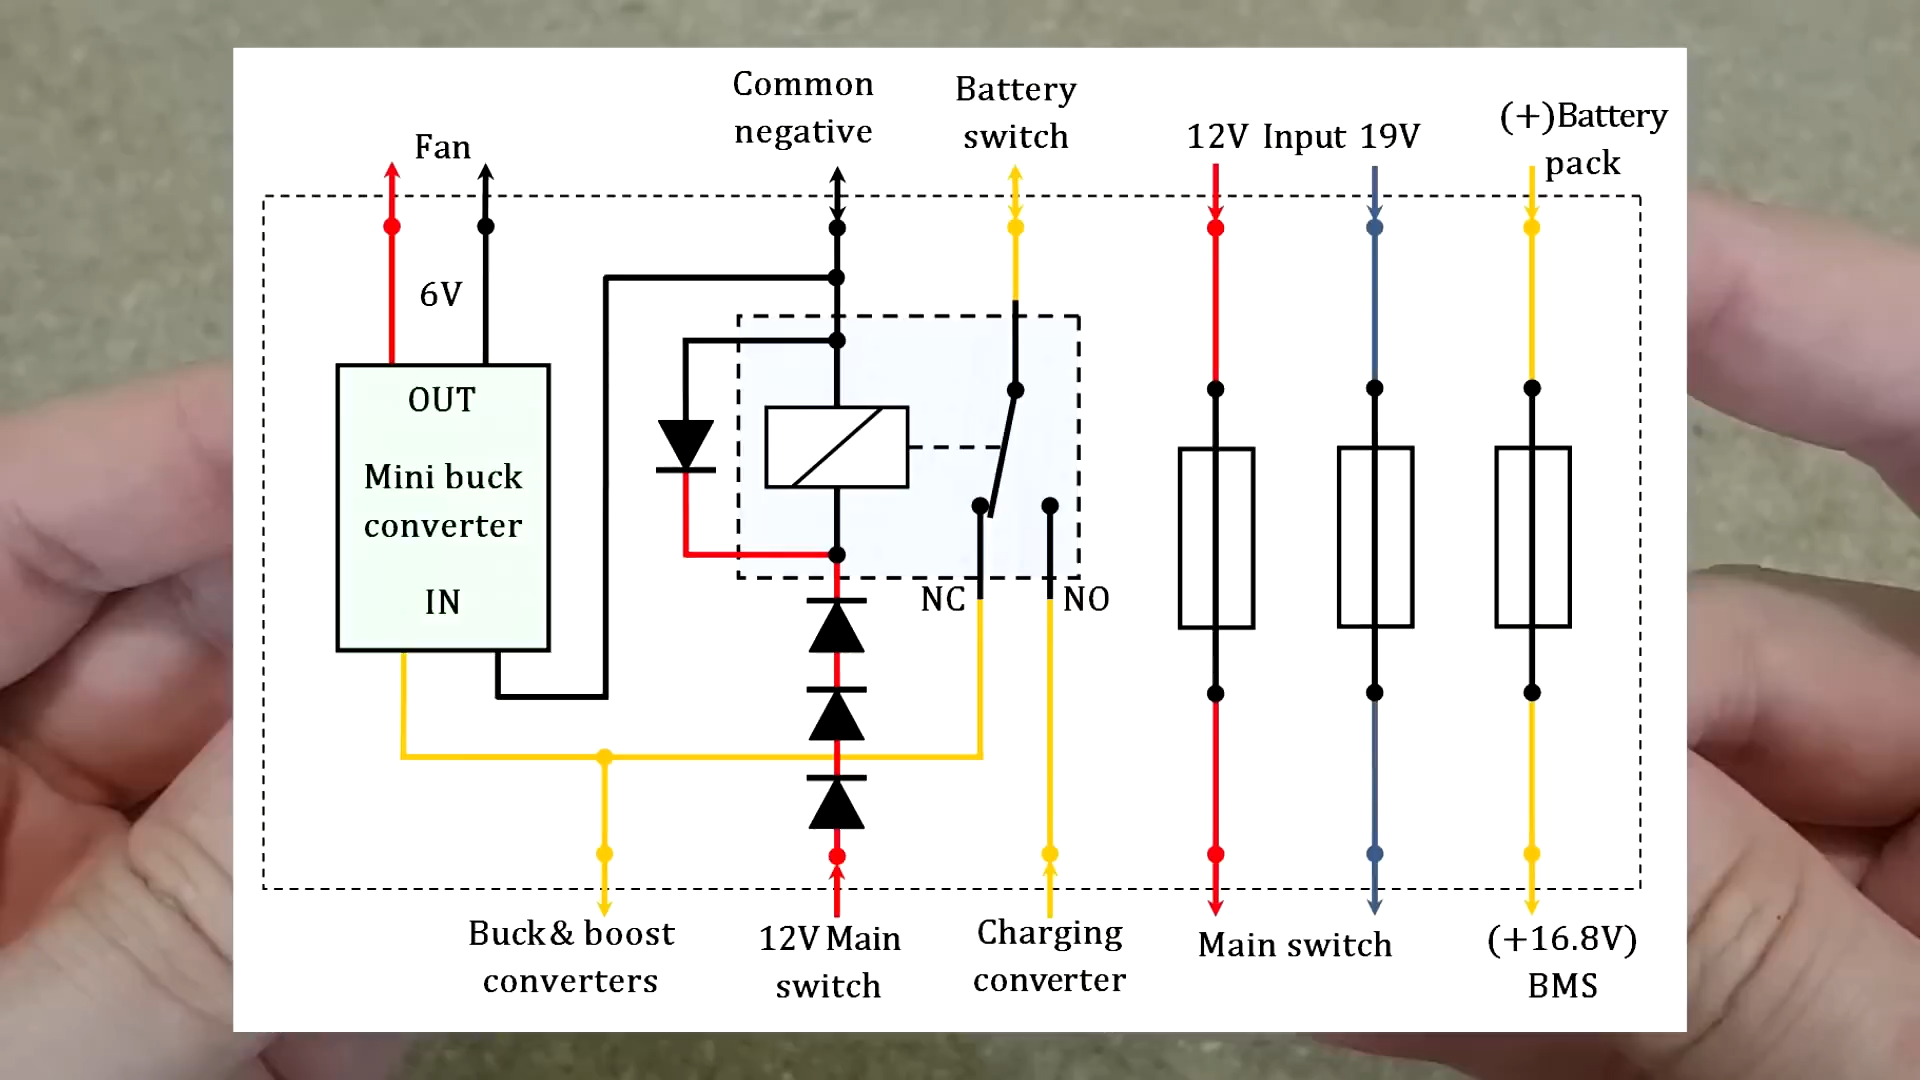 Fan
Common
negative
Battery
switch
12V Input 19V
(+)Battery
pack
6V
OUT
Mini buck
converter
IN
NC
NO
Buck& boost
converters
12V Main
switch
Charging
converter
Main switch
(+16.8V)
BMS